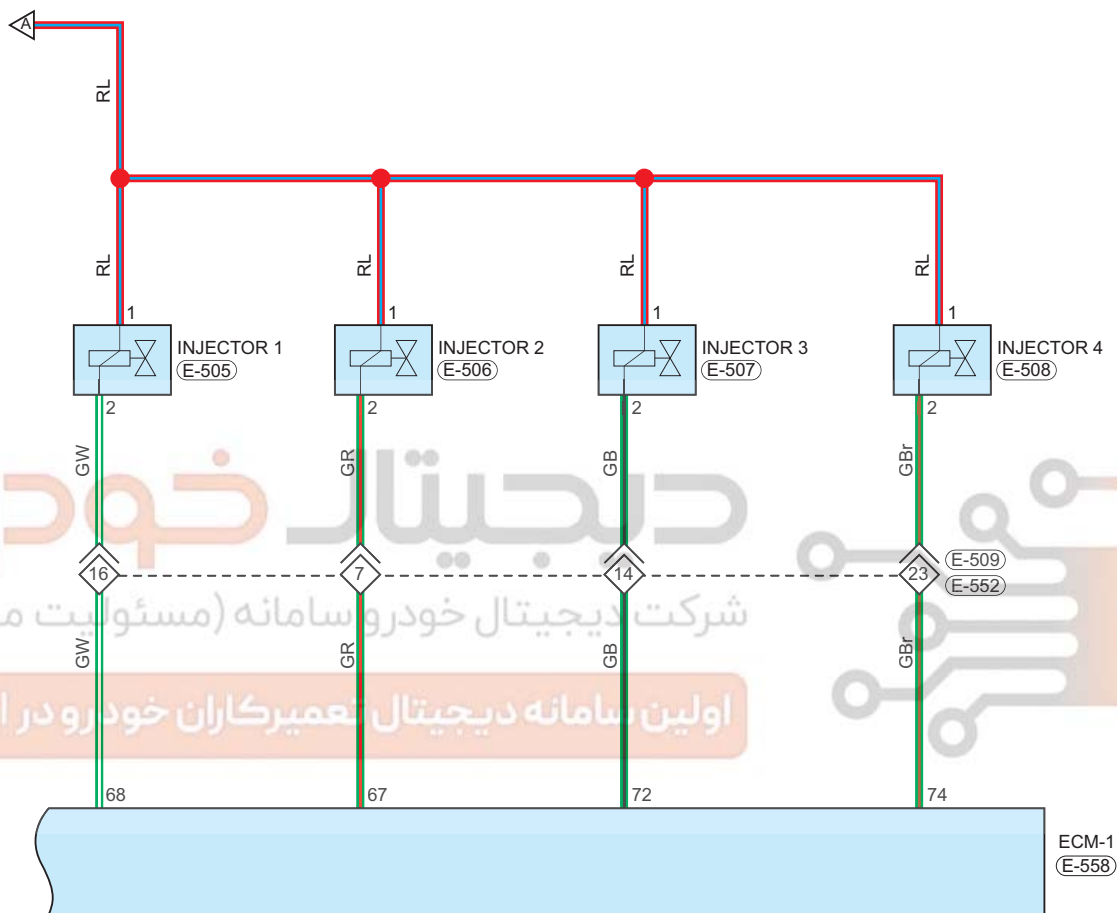 A
RL
RL RL RL RL
1 1 1 1
INJECTOR 1 INJECTOR 2 INJECTOR 3 INJECTOR 4
E-505 E-506 E-507 E-508
2 2 2 2
GW GR GB GBr
دیجیتال خود
E-509
16 7 14 23
E-552
شرکت دیجیتال خودرو سامانه (مسئولیت
GW GR GB GBr
اولین سامانه دیجیتال تعمیرکاران خودرو در
68 67 72 74
ECM-1
E-558